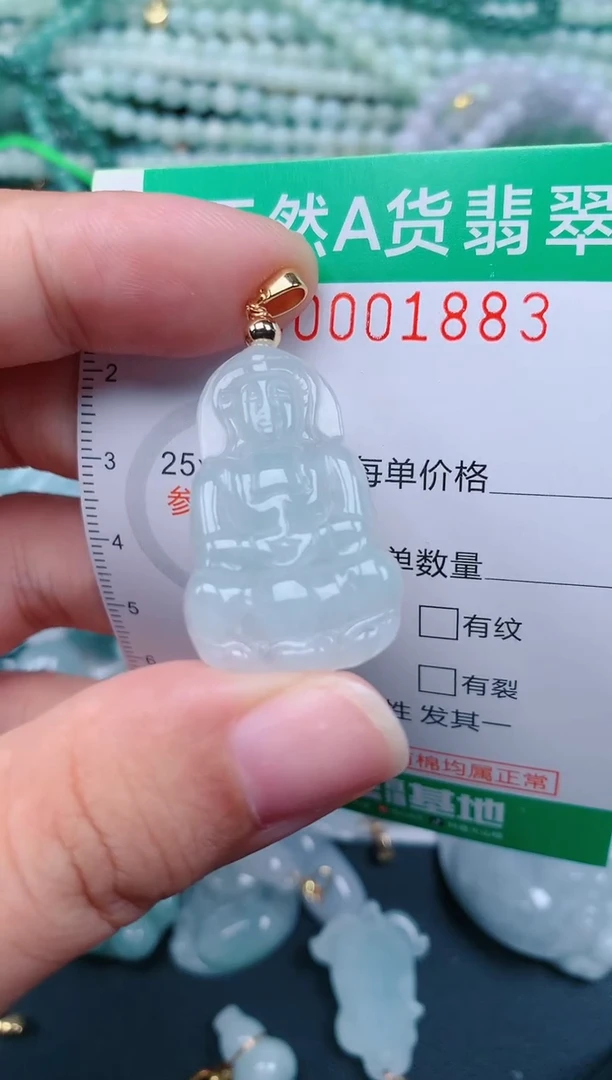 然A货翡翠
0001883
2
3
25
每单价格
参
4
单数量
5
有纹
6
有裂
性 发其一
棉均属正常
基地